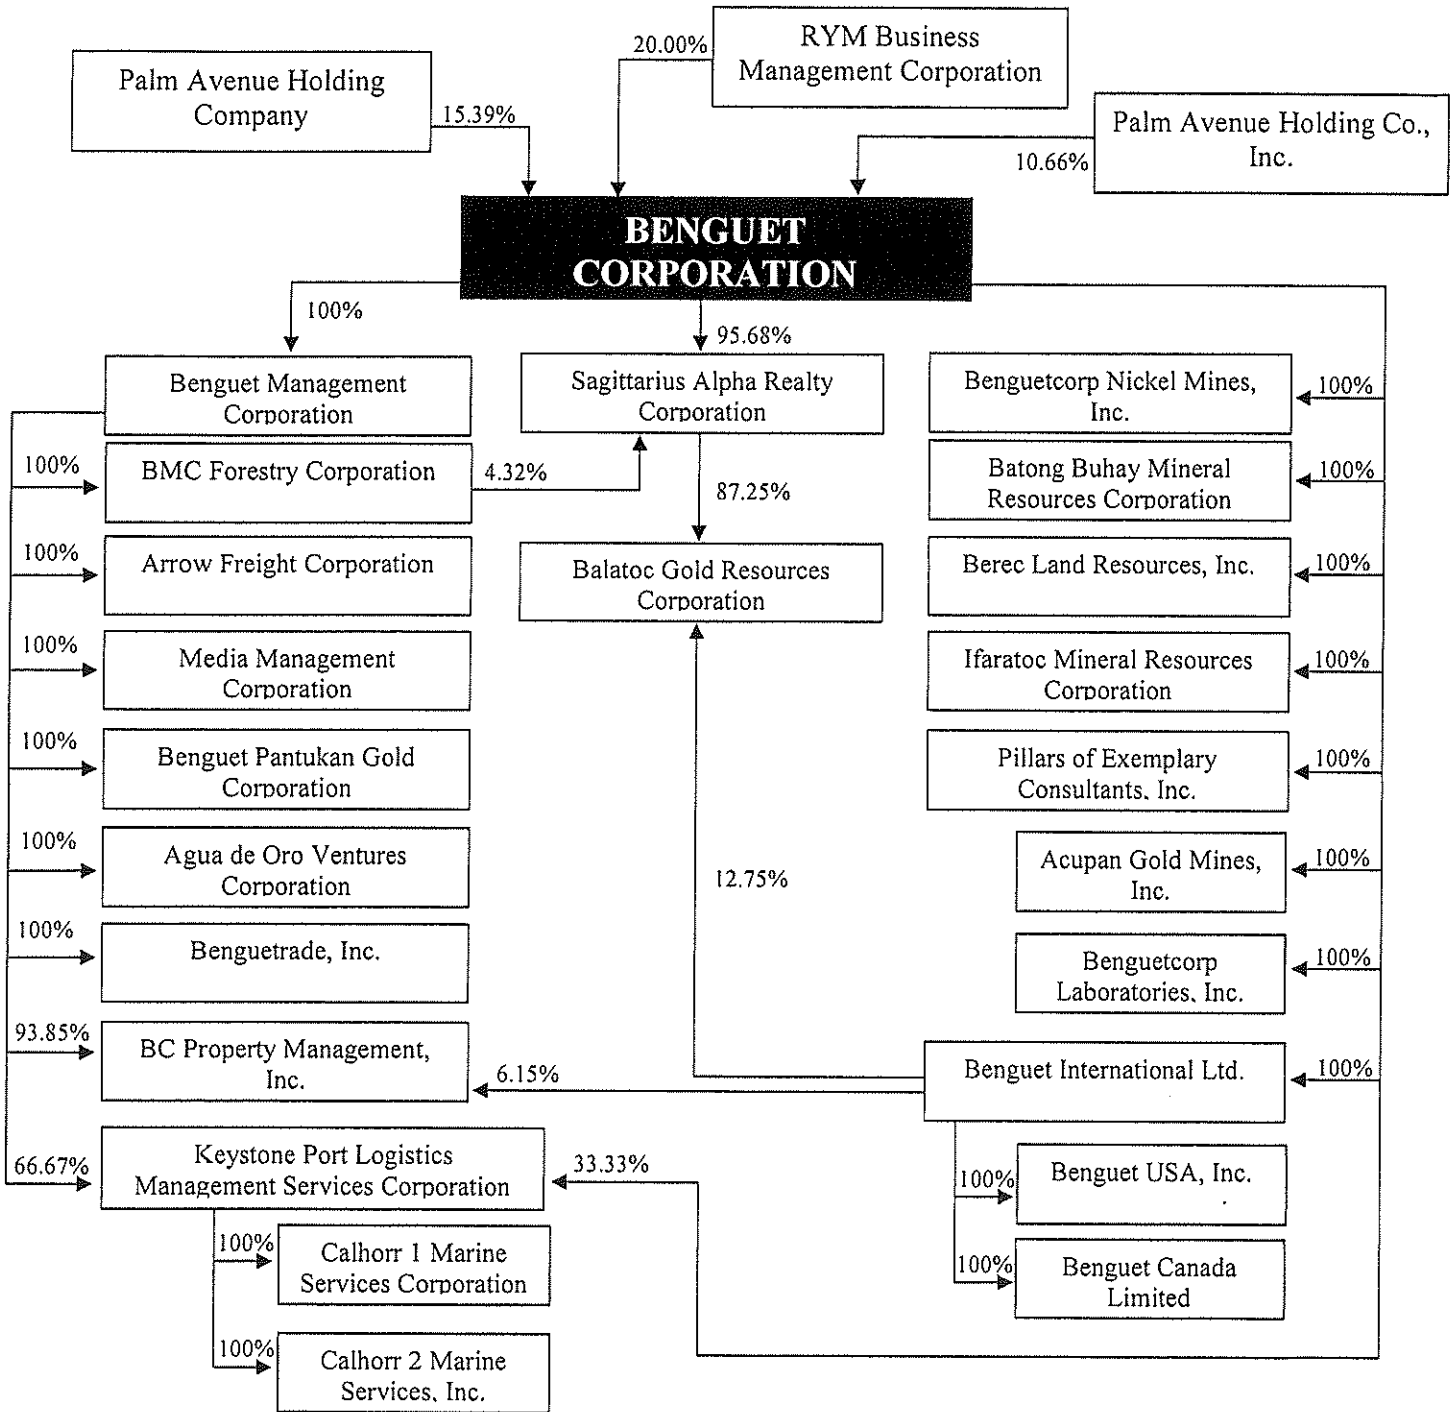 RYM Business
Management Corporation
20.00%
Palm Avenue Holding
Company
15.39%
Palm Avenue Holding Co.,
Inc.
10.66%
BENGUET
CORPORATION
100%
95.68%
Benguet Management
Corporation
Sagittarius Alpha Realty
Corporation
Benguetcorp Nickel Mines,
Inc.
100%
100%
BMC Forestry Corporation
4.32%
87.25%
Batong Buhay Mineral
Resources Corporation
100%
100%
Arrow Freight Corporation
Balatoc Gold Resources
Corporation
Berec Land Resources, Inc.
100%
100%
Media Management
Corporation
Ifaratoc Mineral Resources
Corporation
100%
100%
Benguet Pantukan Gold
Corporation
Pillars of Exemplary
Consultants, Inc.
100%
100%
Agua de Oro Ventures
Corporation
12.75%
Acupan Gold Mines,
Inc.
100%
100%
Benguetrade, Inc.
Benguetcorp
Laboratories, Inc.
100%
93.85%
BC Property Management,
Inc.
6.15%
Benguet International Ltd.
100%
66.67%
Keystone Port Logistics
Management Services Corporation
33.33%
100%
Benguet USA, Inc.
100%
Calhorr 1 Marine
Services Corporation
100%
Benguet Canada
Limited
100%
Calhorr 2 Marine
Services, Inc.